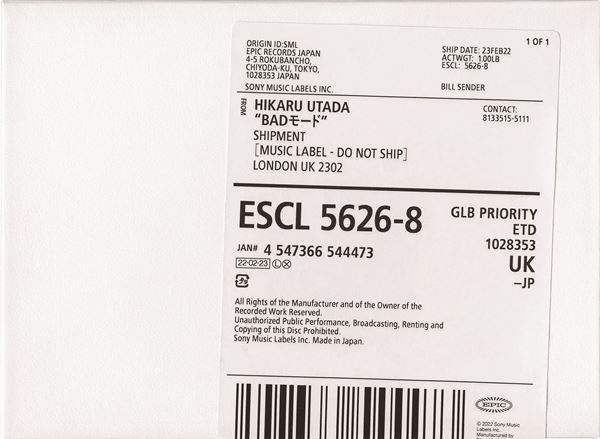 1 OF 1
ORIGIN ID:SML
EPIC RECORDS JAPAN
4-5 ROKUBANCHO,
CHIYODA-KU, TOKYO,
1028353 JAPAN
SHIP DATE: 23FEB22
ACTWGT: 1.00LB
ESCL: 5626-8
SONY MUSIC LABELS INC.
BILL SENDER
FROM
HIKARU UTADA
“BADモード”
SHIPMENT
[MUSIC LABEL - DO NOT SHIP]
LONDON UK 2302
CONTACT:
8133515-5111
ESCL 5626-8
JAN# 4 547366 544473
22-02-23 Ⓛ Ⓧ
GLB PRIORITY
ETD
1028353
UK
–JP
All Rights of the Manufacturer and of the Owner of the
Recorded Work Reserved.
Unauthorized Public Performance, Broadcasting, Renting and
Copying of this Disc Prohibited.
Sony Music Labels Inc. Made in Japan.
EPIC
© 2022 Sony Music
Labels Inc.
Manufactured by